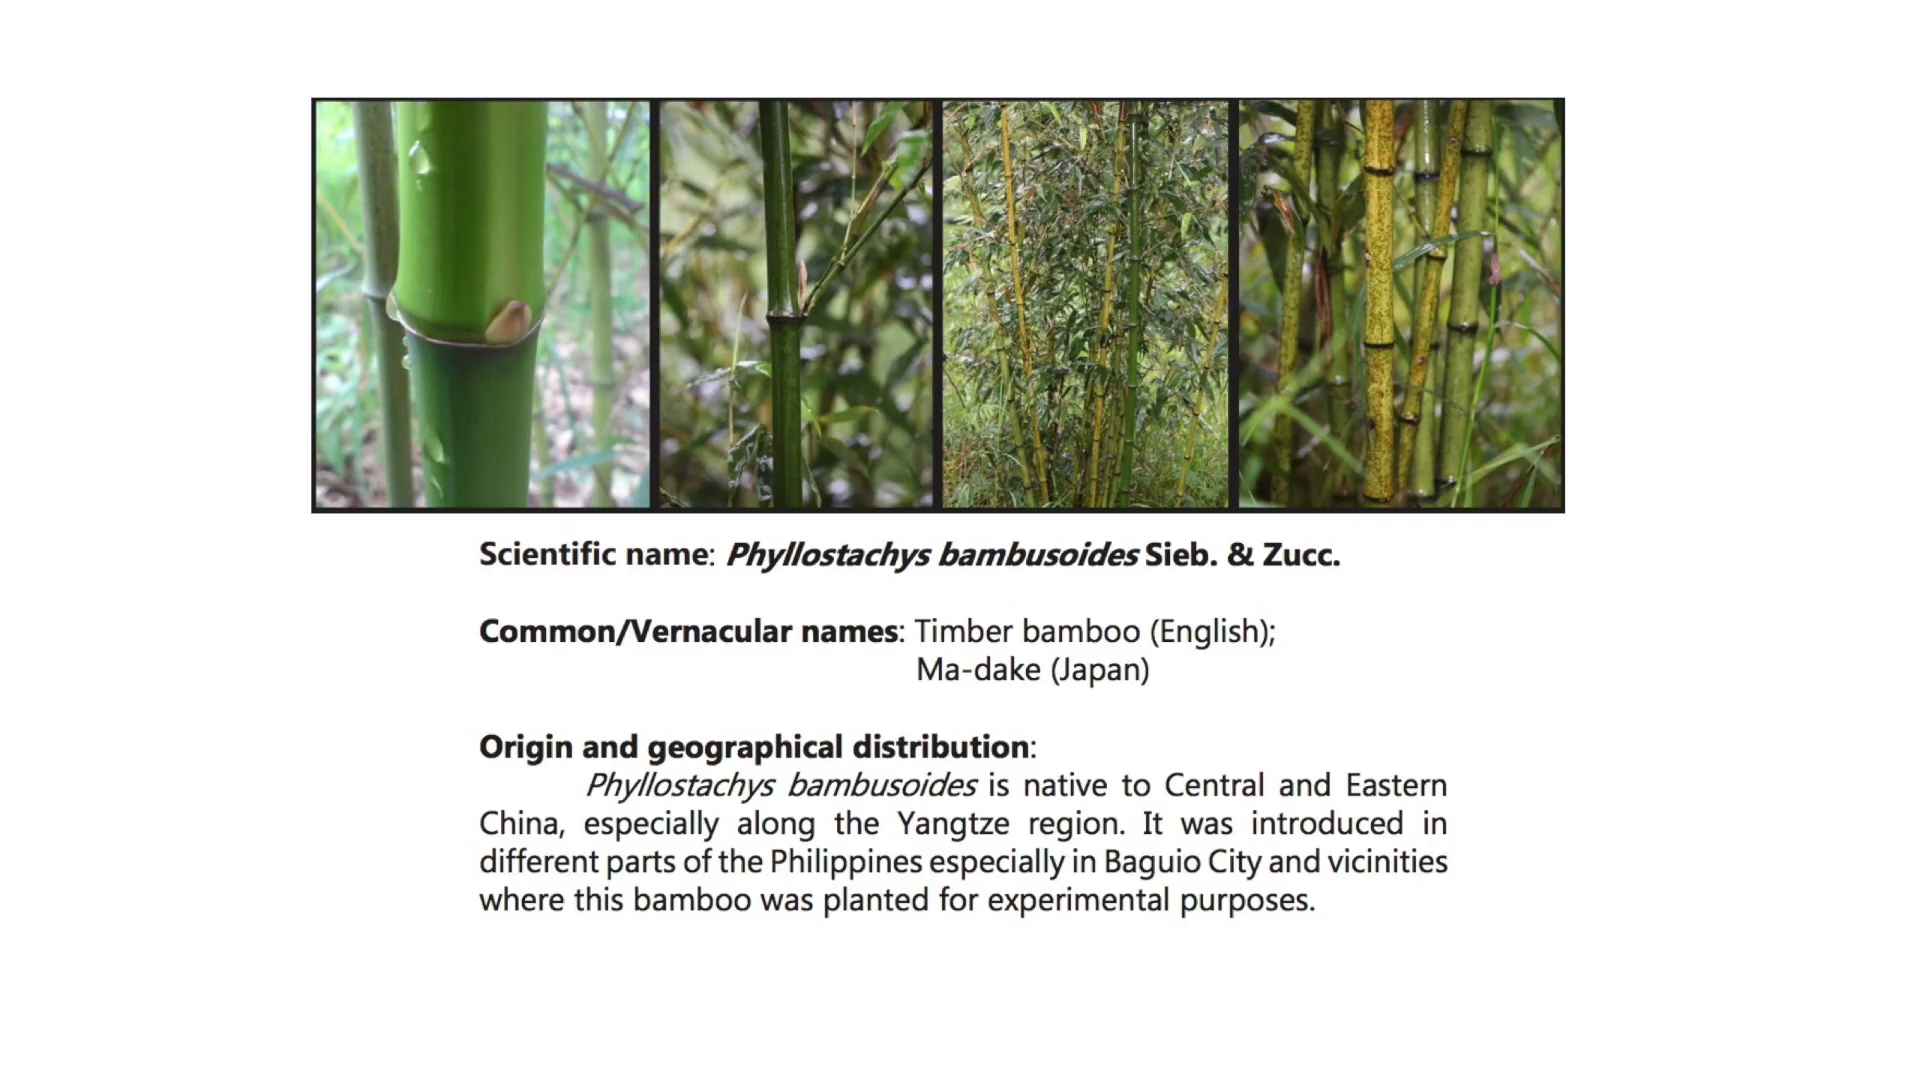 Scientific name: Phyllostachys bambusoides Sieb. & Zucc.
Common/Vernacular names: Timber bamboo (English);
Ma-dake (Japan)
Origin and geographical distribution:
Phyllostachys bambusoides is native to Central and Eastern
China, especially along the Yangtze region. It was introduced in
different parts of the Philippines especially in Baguio City and vicinities
where this bamboo was planted for experimental purposes.